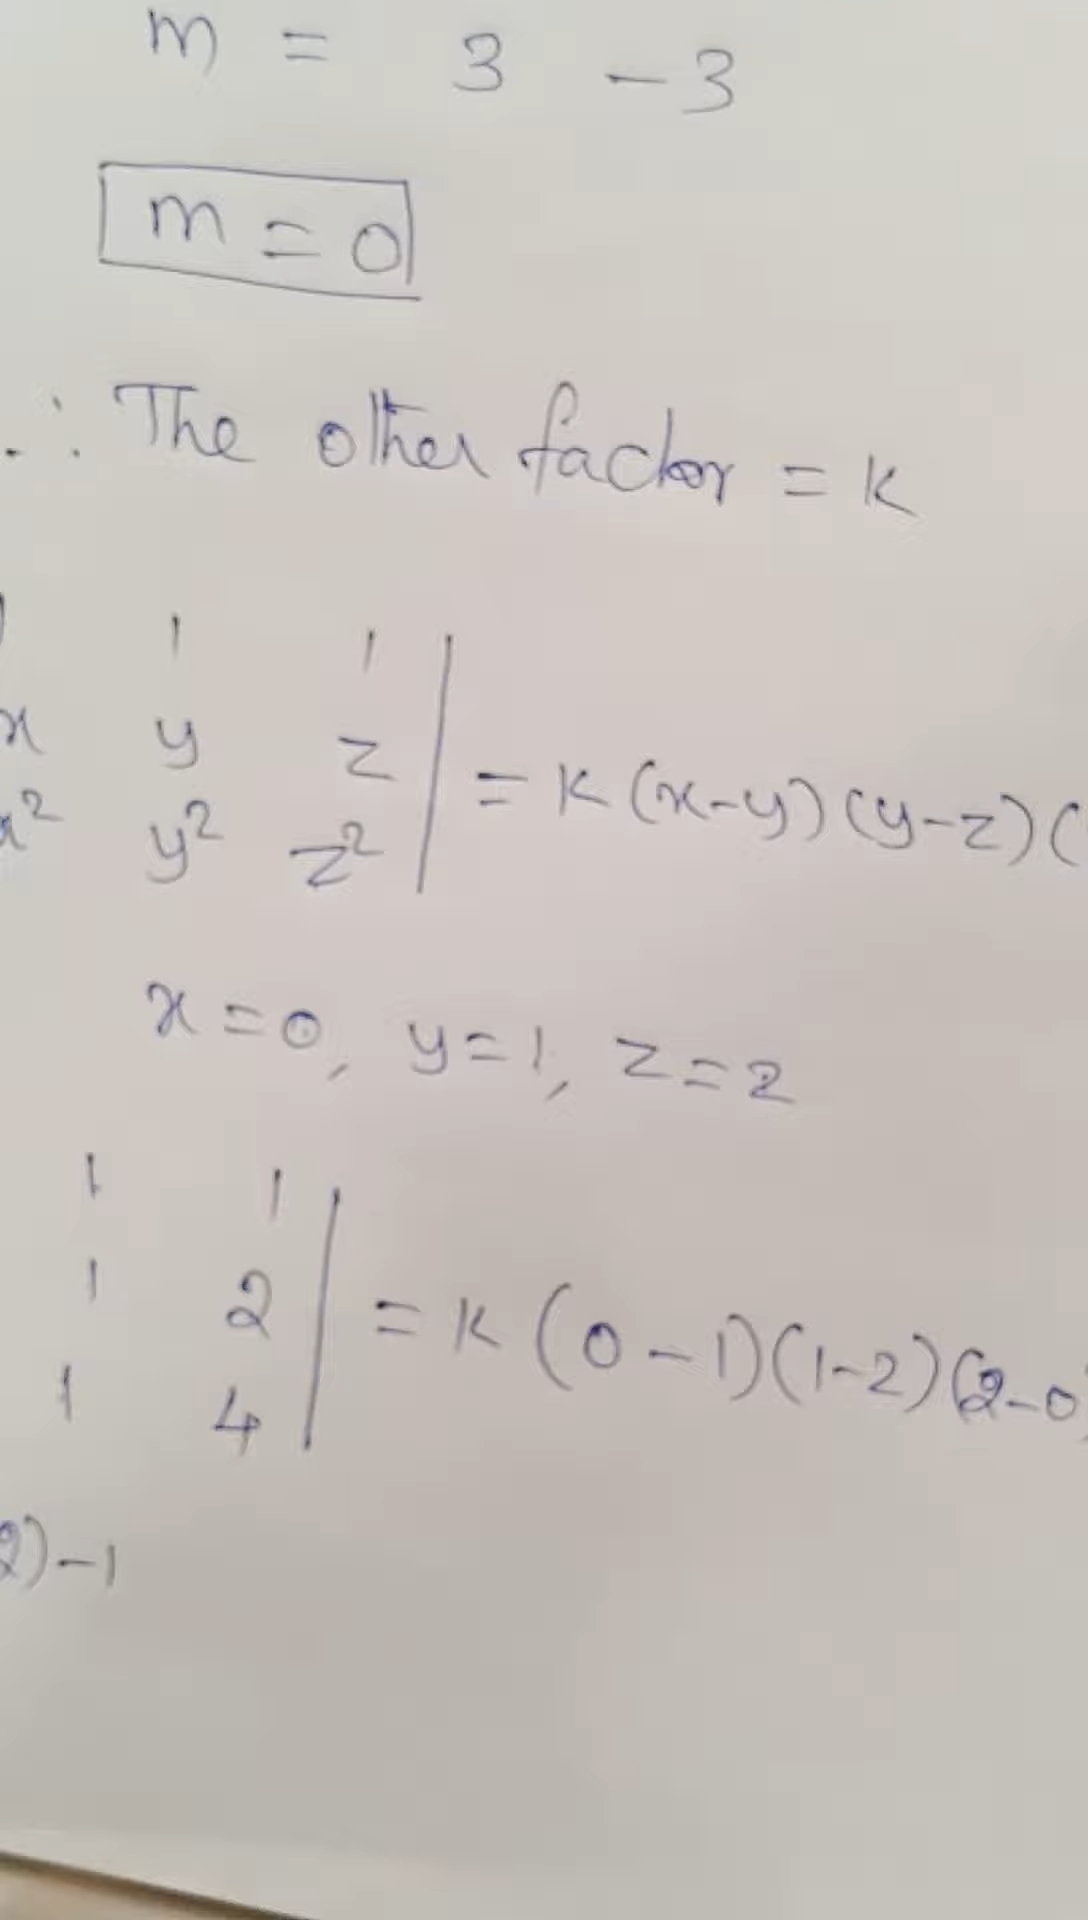 m = 3 - 3
m = 0
∴ The other factor = k
1 1
x y z
x² y² z² | = k (x-y) (y-z) (
x = 0, y = 1, z = 2
1 1
1 2 | = k (0-1)(1-2)(2-0)
1 4
2)-1